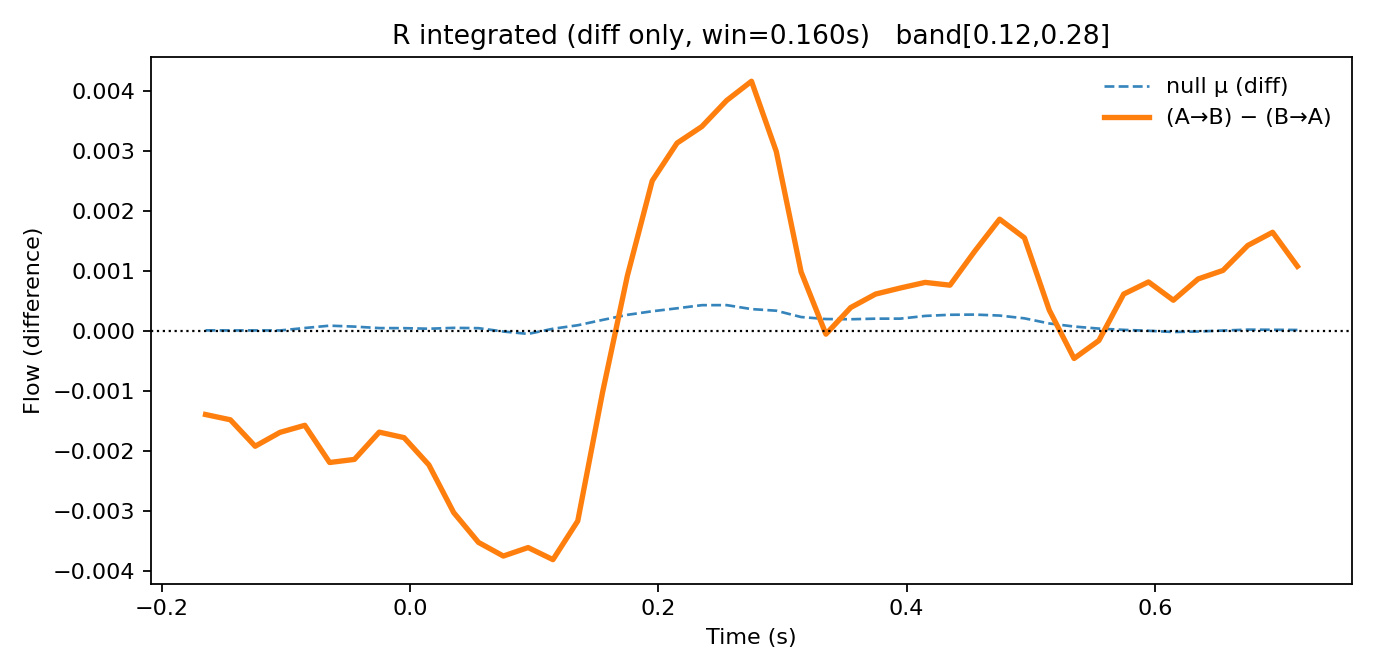 R integrated (diff only, win=0.160s)   band[0.12,0.28]
null μ (diff)
(A→B) − (B→A)
Flow (difference)
0.004
0.003
0.002
0.001
0.000
−0.001
−0.002
−0.003
−0.004
−0.2
0.0
0.2
0.4
0.6
Time (s)